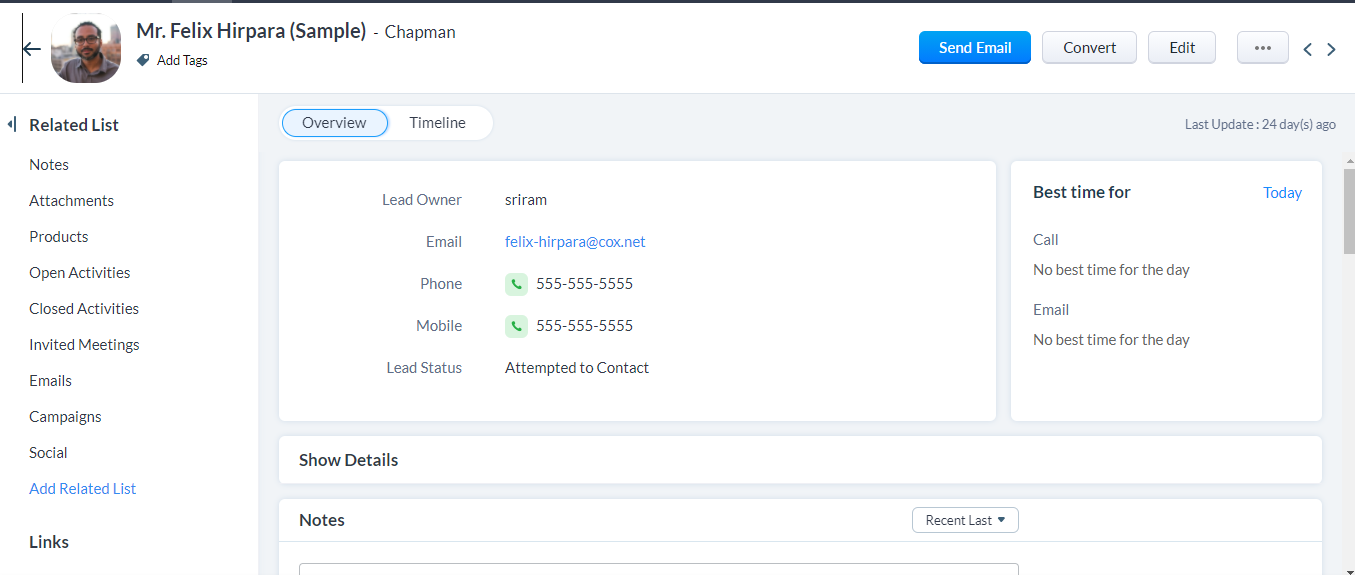 Mr. Felix Hirpara (Sample) - Chapman
Add Tags
Send Email
Convert
Edit
Related List
Notes
Attachments
Products
Open Activities
Closed Activities
Invited Meetings
Emails
Campaigns
Social
Add Related List
Links
Overview
Timeline
Last Update : 24 day(s) ago
Lead Owner sriram
Email felix-hirpara@cox.net
Phone 555-555-5555
Mobile 555-555-5555
Lead Status Attempted to Contact
Best time for Today
Call
No best time for the day
Email
No best time for the day
Show Details
Notes
Recent Last